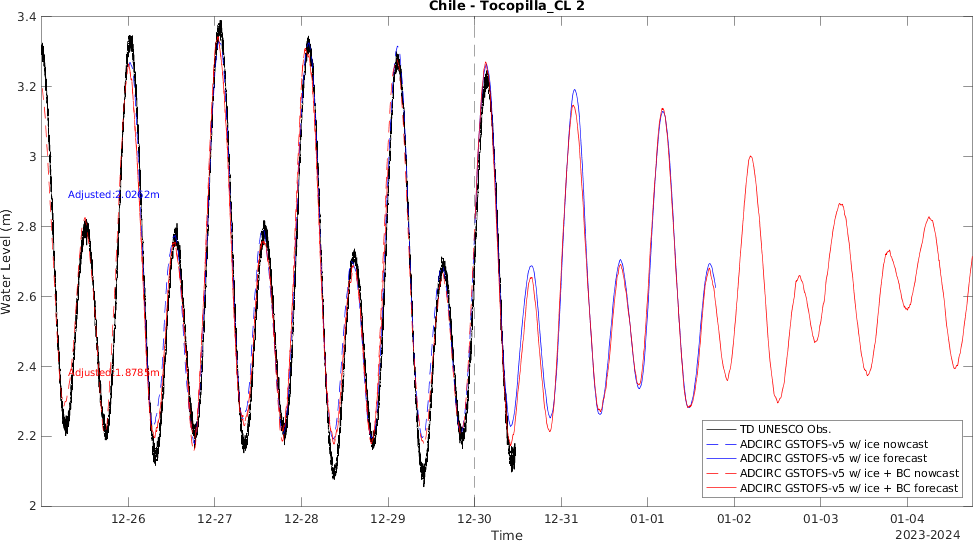 Chile - Tocopilla_CL 2
3.4
3.2
3
2.8
2.6
2.4
2.2
2
Water Level (m)
Adjusted:2.0262m
Adjusted:1.8785m
TD UNESCO Obs.
ADCIRC GSTOFS-v5 w/ ice nowcast
ADCIRC GSTOFS-v5 w/ ice forecast
ADCIRC GSTOFS-v5 w/ ice + BC nowcast
ADCIRC GSTOFS-v5 w/ ice + BC forecast
12-26 12-27 12-28 12-29 12-30 12-31 01-01 01-02 01-03 01-04
Time
2023-2024